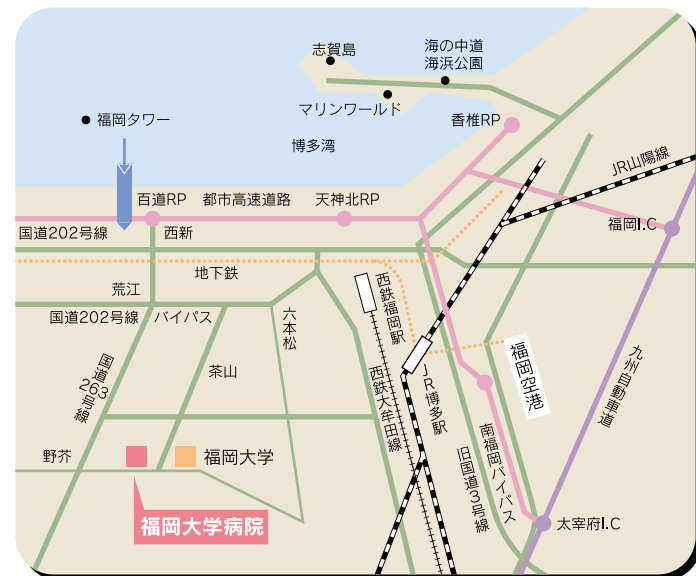 志賀島
海の中道
海浜公園
マリンワールド
福岡タワー
香椎RP
博多湾
JR山陽線
百道RP
都市高速道路
天神北RP
福岡I.C
国道202号線
西新
地下鉄
荒江
西鉄福岡駅
国道202号線
バイパス
六本松
福岡空港
九州自動車道
国道263号線
茶山
西鉄大牟田線
JR博多駅
野芥
福岡大学
旧国道3号線
南福岡バイパス
福岡大学病院
太宰府I.C